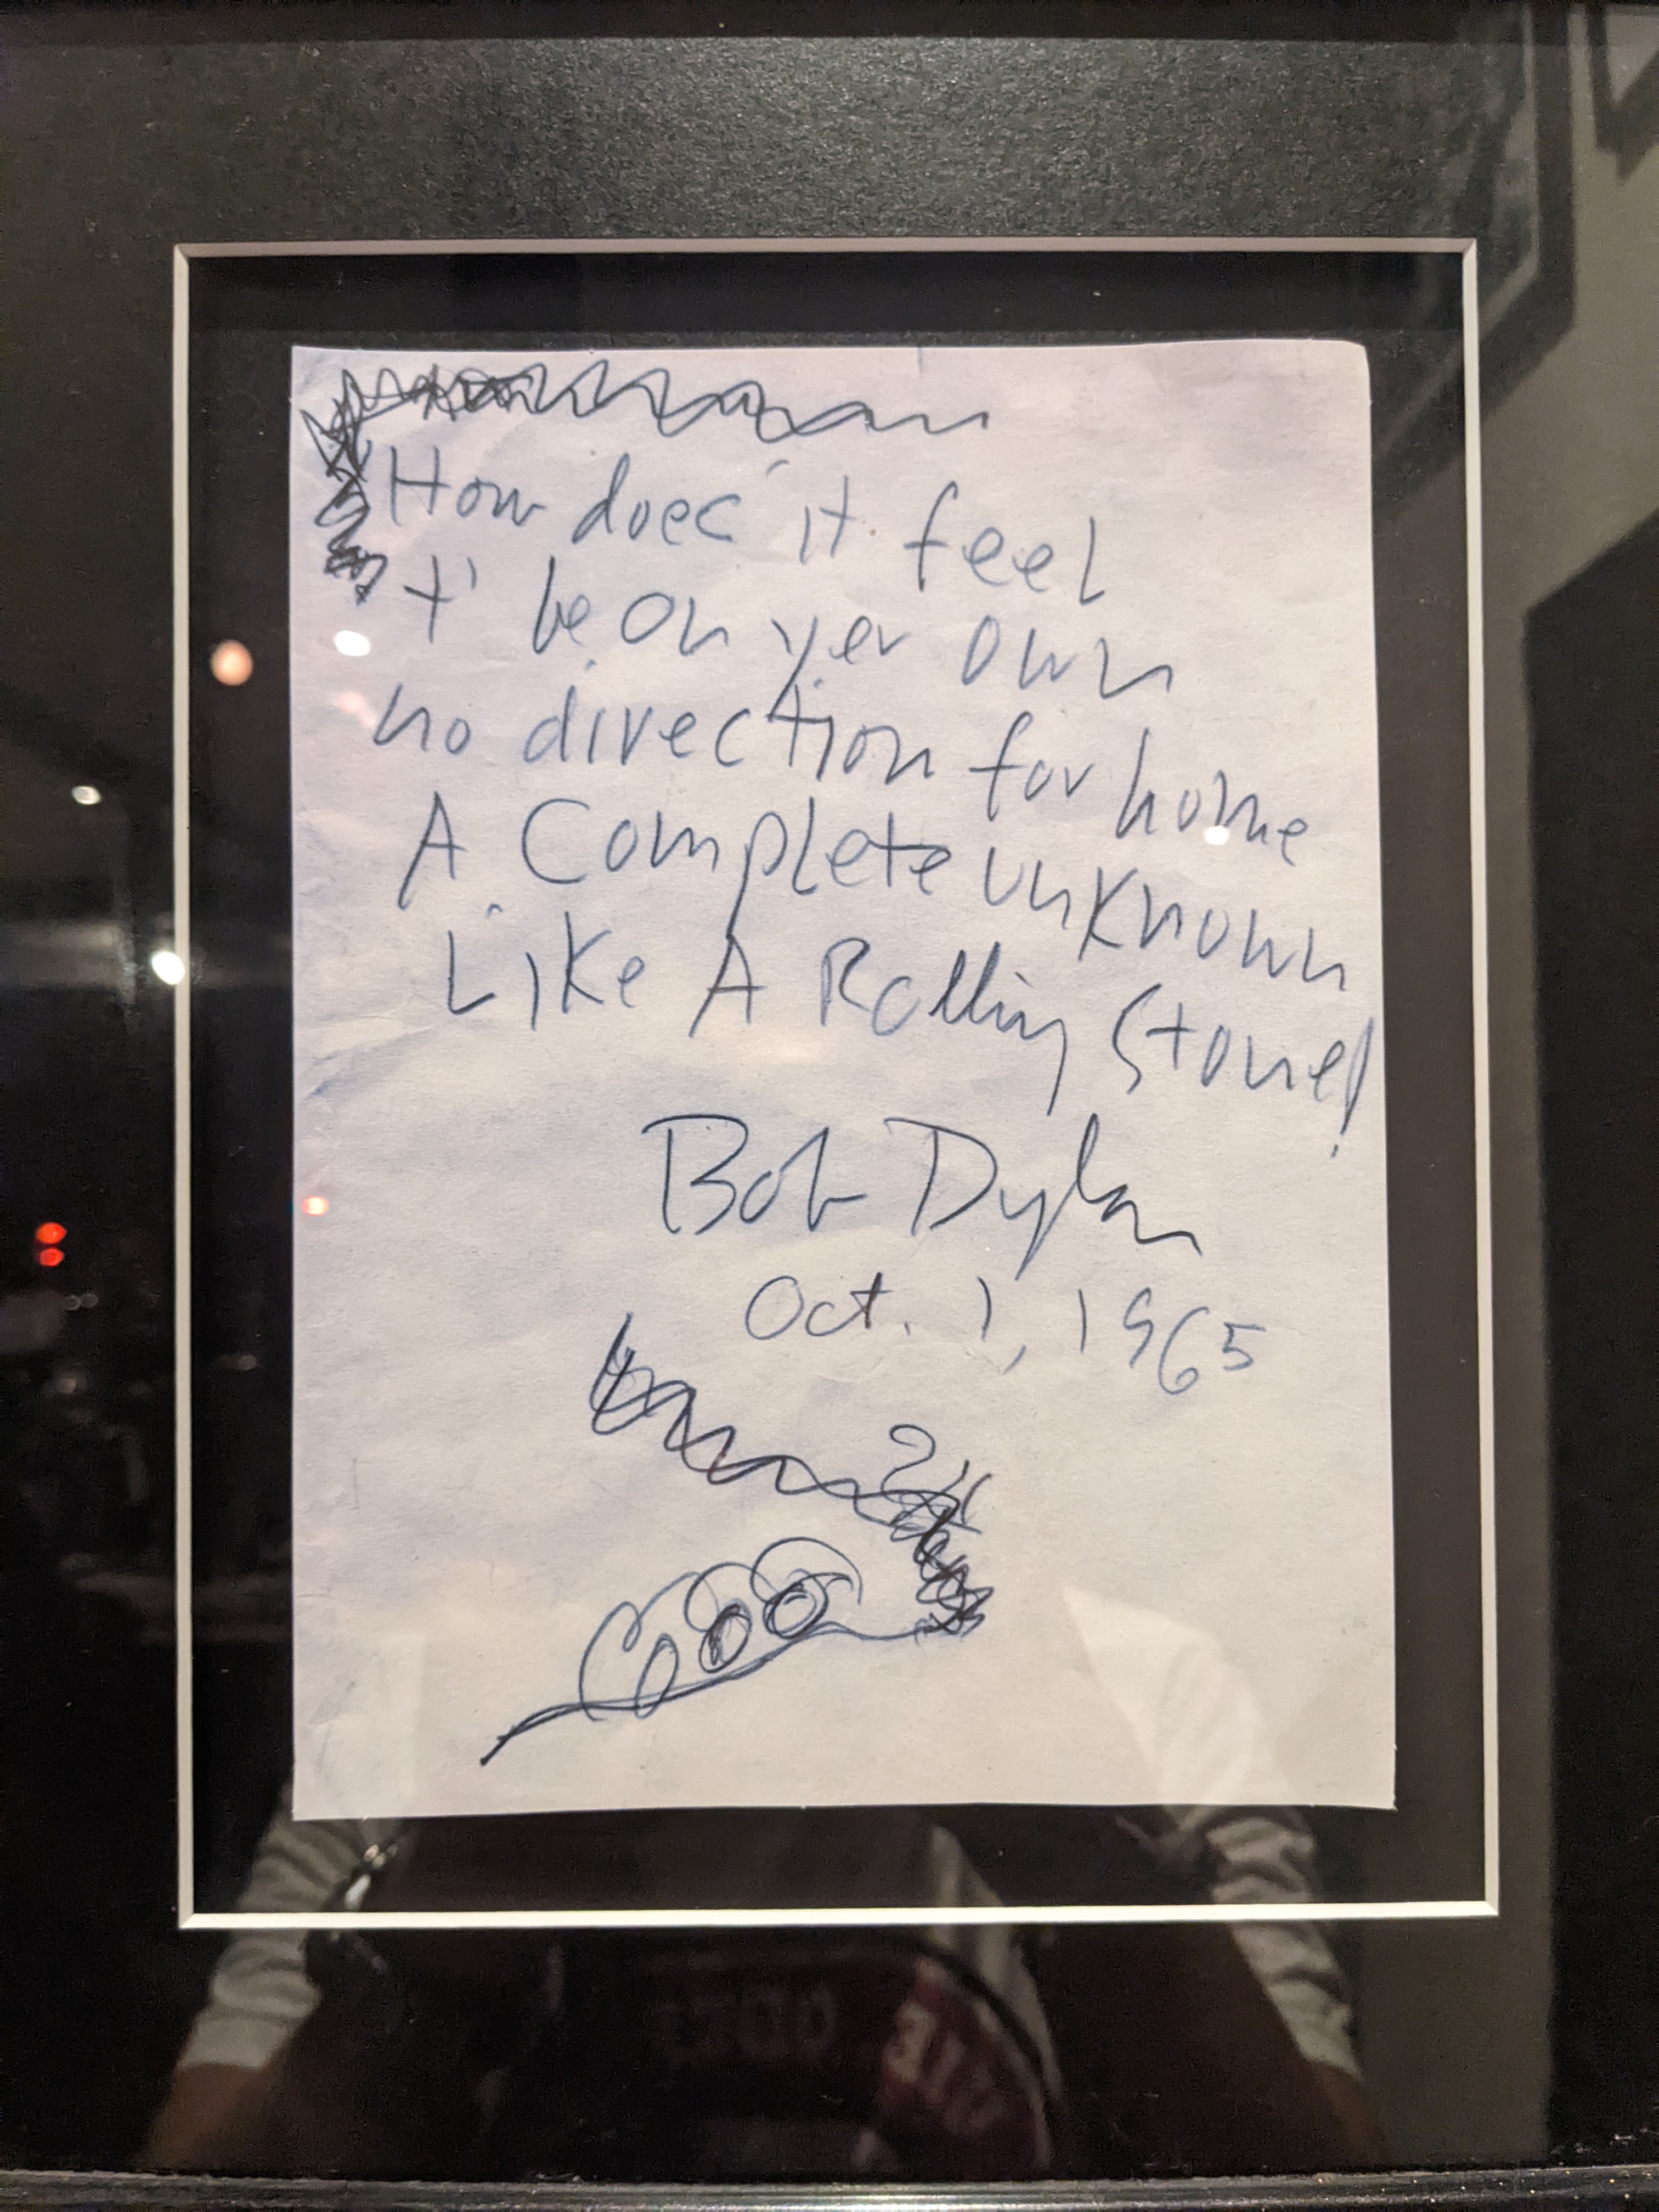 How does it feel
t' be on yer own
no direction for home
A Complete unknown
Like A Rolling Stone!
Bob Dylan
Oct. 1, 1965